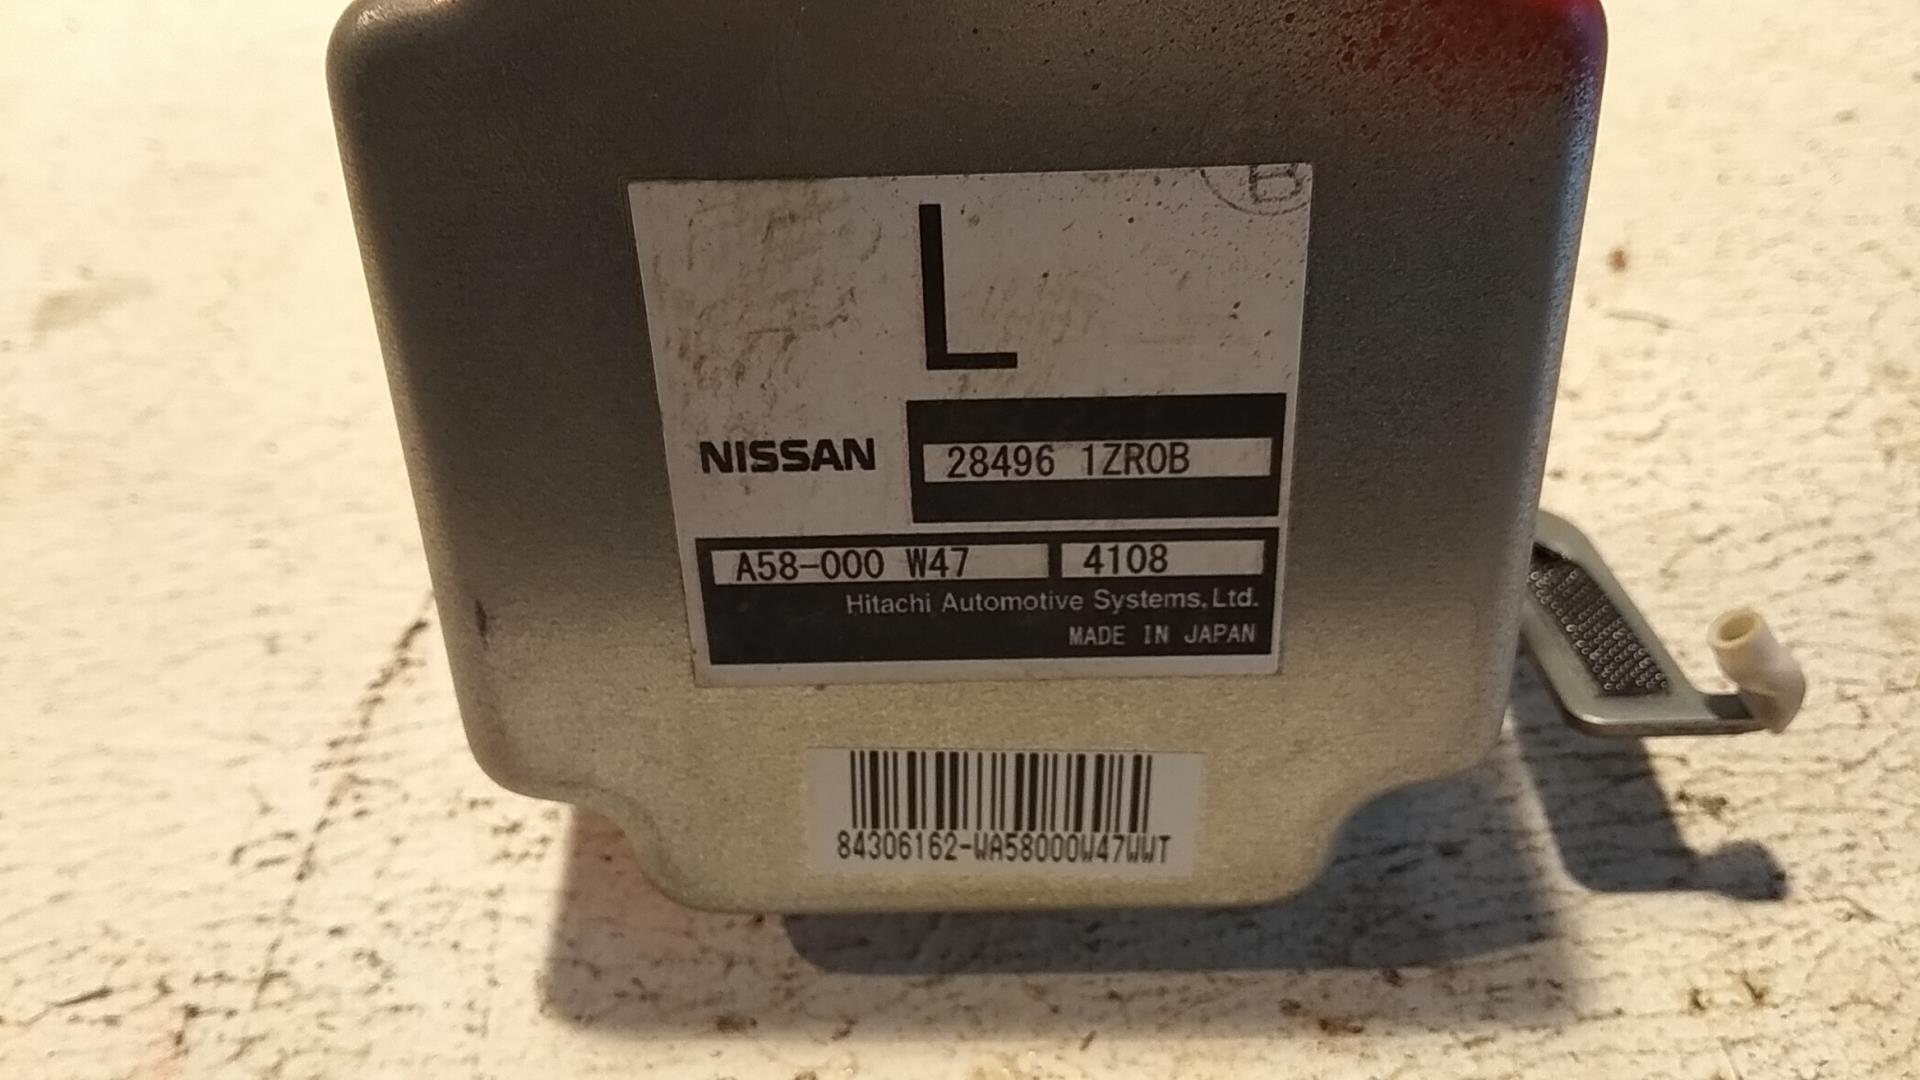 B
L
NISSAN
28496 1ZR0B
A58-000 W47
4108
Hitachi Automotive Systems, Ltd.
MADE IN JAPAN
84306162-WA58000W47WWT